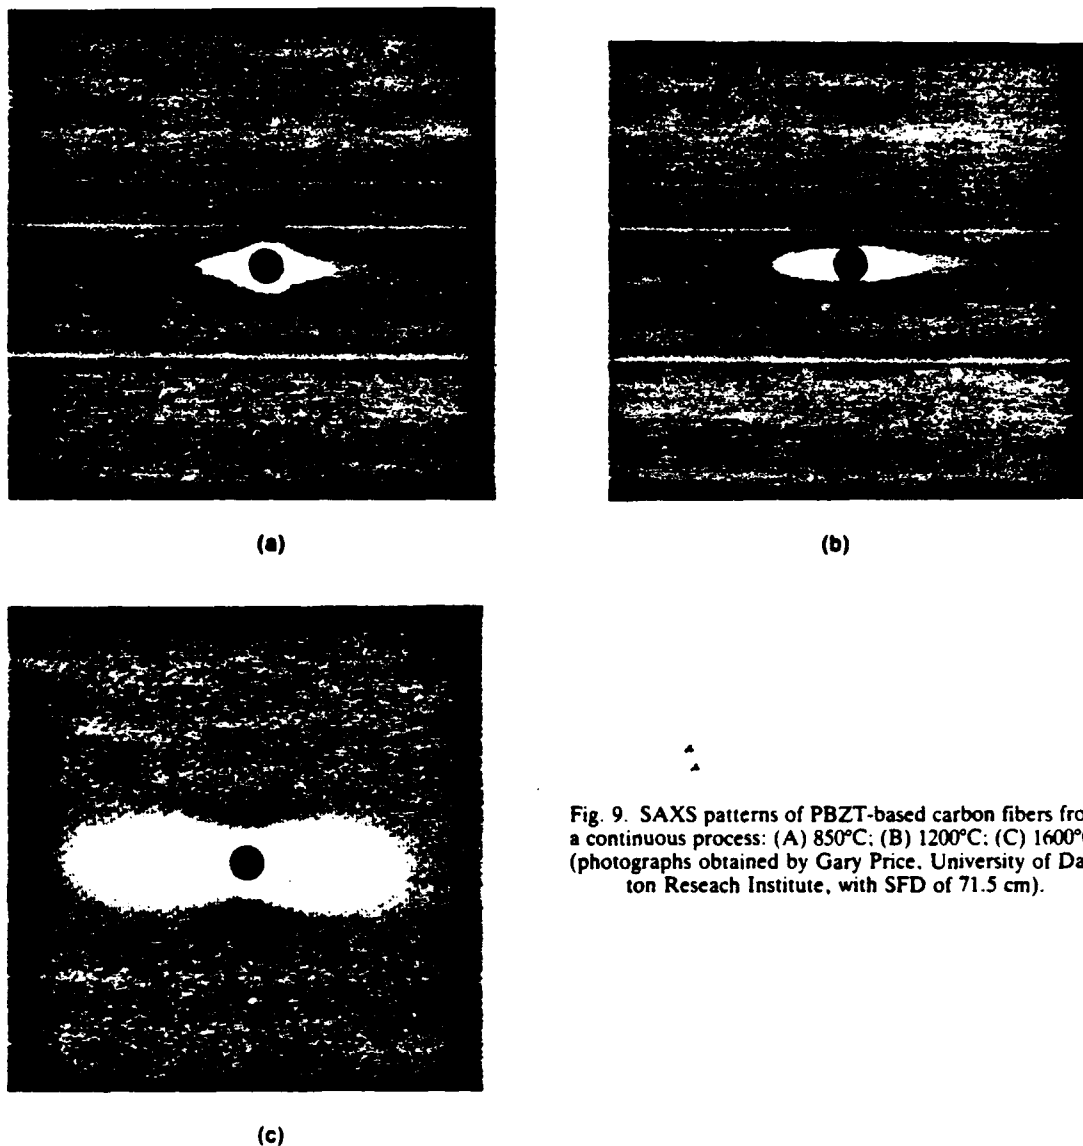 (a)
(b)
(c)
Fig. 9. SAXS patterns of PBZT-based carbon fibers fro
a continuous process: (A) 850°C; (B) 1200°C; (C) 1600°
(photographs obtained by Gary Price, University of Da
ton Reseach Institute, with SFD of 71.5 cm).